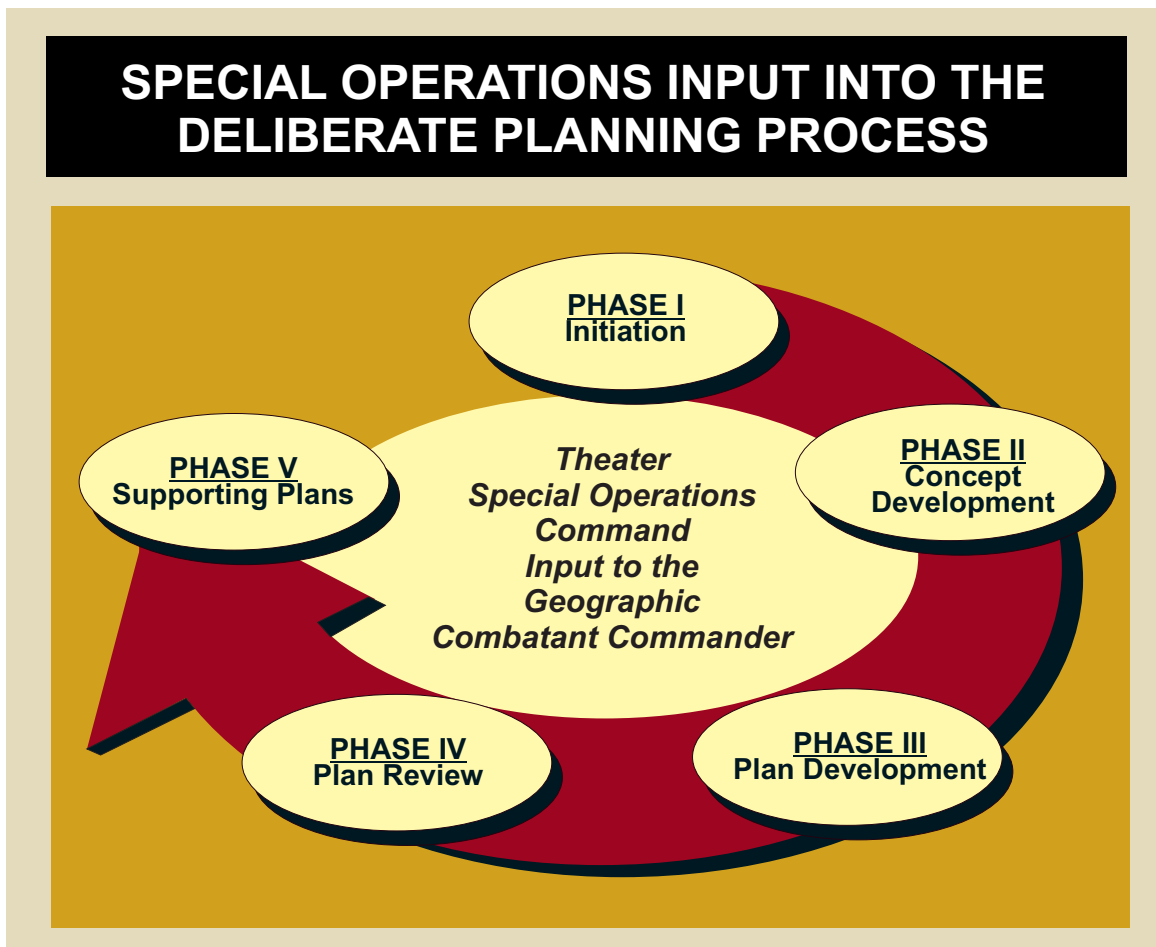 SPECIAL OPERATIONS INPUT INTO THE
DELIBERATE PLANNING PROCESS
PHASE I
Initiation
PHASE II
Concept
Development
PHASE III
Plan Development
PHASE IV
Plan Review
PHASE V
Supporting Plans
Theater
Special Operations
Command
Input to the
Geographic
Combatant Commander